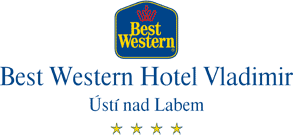 Best
Western
Best Western Hotel Vladimir
Ústí nad Labem